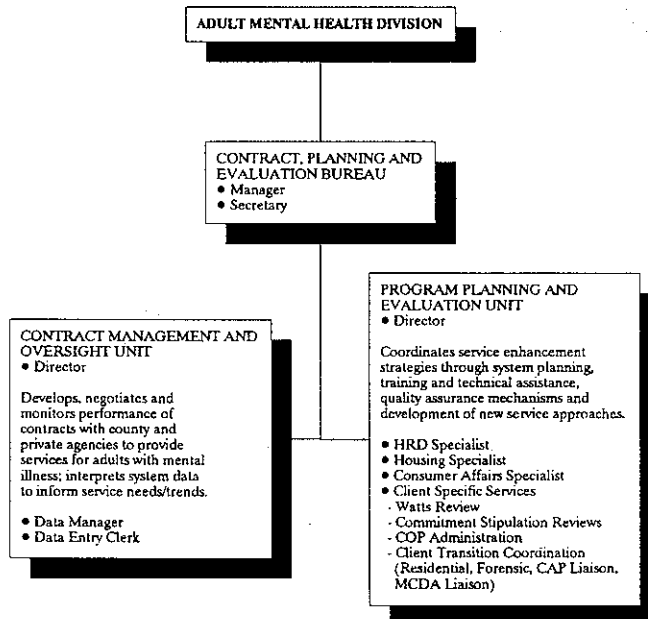 ADULT MENTAL HEALTH DIVISION
CONTRACT, PLANNING AND
EVALUATION BUREAU
● Manager
● Secretary
CONTRACT MANAGEMENT AND
OVERSIGHT UNIT
● Director
Develops, negotiates and
monitors performance of
contracts with county and
private agencies to provide
services for adults with mental
illness; interprets system data
to inform service needs/trends.
● Data Manager
● Data Entry Clerk
PROGRAM PLANNING AND
EVALUATION UNIT
● Director
Coordinates service enhancement
strategies through system planning,
training and technical assistance,
quality assurance mechanisms and
development of new service approaches.
● HRD Specialist
● Housing Specialist
● Consumer Affairs Specialist
● Client Specific Services
- Watts Review
- Commitment Stipulation Reviews
- COP Administration
- Client Transition Coordination
(Residential, Forensic, CAP Liaison,
MCDA Liaison)